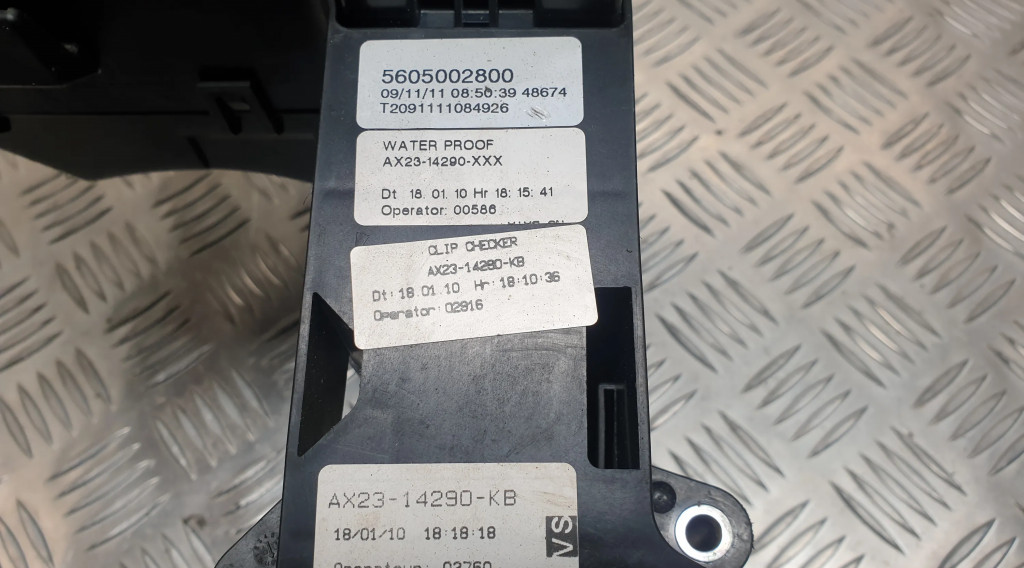 5605002800
09/11/11 08:50:39 48674
T2091111084926
WATER PROOF
AX23-14290-XXX
Dt 18.01.10 Hr 18:15:41
Operator: 00586
CLIP CHECKER
AX23-14290-KB
Dt: 18.01.10 Hr: 18:10:36
Operator: 02916
AX23-14290-KB
18/01/10 18:18:18
VS
Operateur: 03760